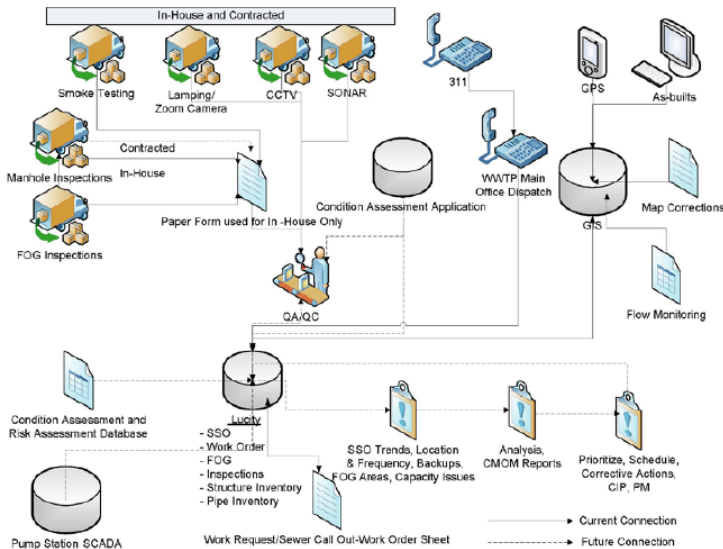 In-House and Contracted
Smoke Testing
Lamping/
Zoom Camera
CCTV
SONAR
311
GPS
As-builts
Contracted
Manhole Inspections
In-House
Paper Form used for In -House Only
Condition Assessment Application
WWTP Main
Office Dispatch
GIS
Map Corrections
FOG Inspections
QA/QC
Flow Monitoring
Condition Assessment and
Risk Assessment Database
Lucity
- SSO
- Work Order
- FOG
- Inspections
- Structure Inventory
- Pipe Inventory
SSO Trends, Location
& Frequency, Backups,
FOG Areas, Capacity Issues
Analysis,
CMOM Reports
Prioritize, Schedule,
Corrective Actions,
CIP, PM
Pump Station SCADA
Work Request/Sewer Call Out-Work Order Sheet
Current Connection
Future Connection